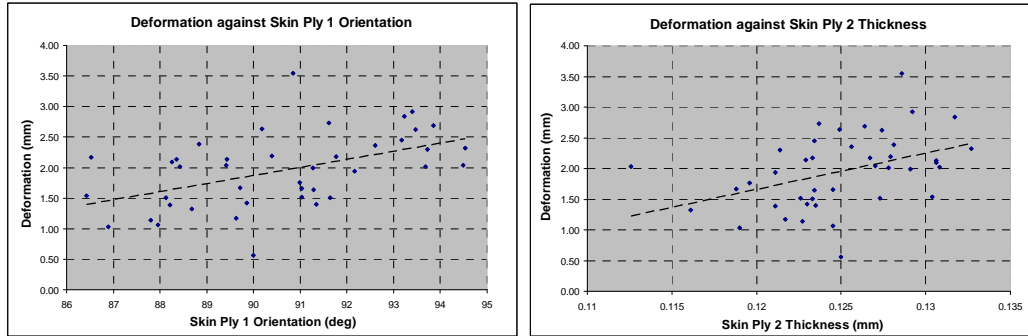 Deformation against Skin Ply 1 Orientation
4.00
3.50
3.00
2.50
2.00
1.50
1.00
0.50
0.00
Deformation (mm)
86 87 88 89 90 91 92 93 94 95
Skin Ply 1 Orientation (deg)
Deformation against Skin Ply 2 Thickness
4.00
3.50
3.00
2.50
2.00
1.50
1.00
0.50
0.00
Deformation (mm)
0.11 0.115 0.12 0.125 0.13 0.135
Skin Ply 2 Thickness (mm)